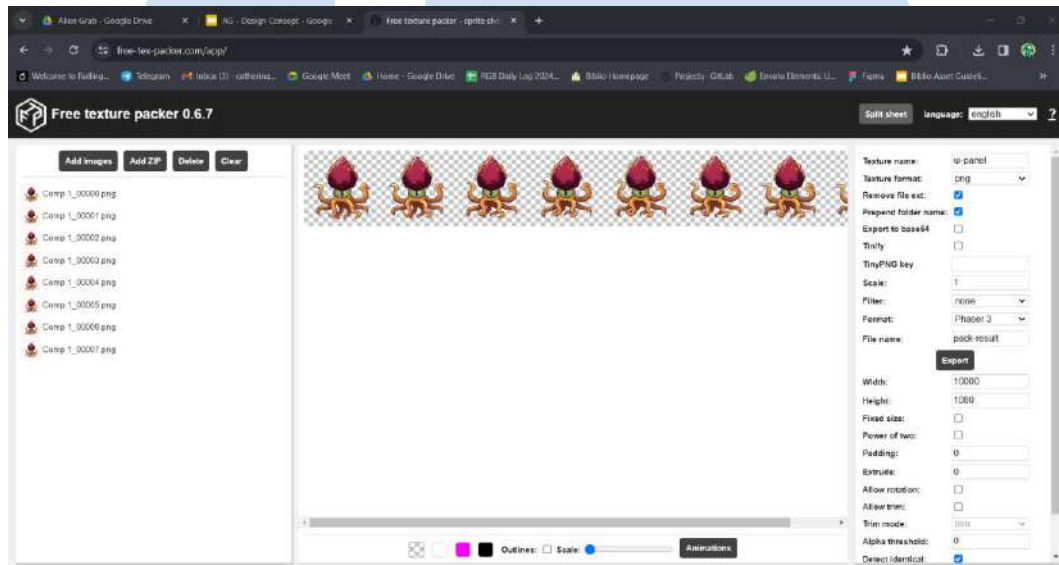 Alien Grab - Google Drive
AG - Design Concept - Google
Free texture packer - sprite sh
free-tex-packer.com/app/
Telegram
Google Meet
Home - Google Drive
RGB Daily Log 2024...
Biblio Homepage
Projects · GitLab
Envato Elements: U...
Figma
Biblio Asset Guideli...
Free texture packer 0.6.7
Split sheet
language:
english
?
Add images
Add ZIP
Delete
Clear
Comp 1_00000.png
Comp 1_00001.png
Comp 1_00002.png
Comp 1_00003.png
Comp 1_00004.png
Comp 1_00005.png
Comp 1_00006.png
Comp 1_00007.png
Outlines:
Scale:
Animations
Texture name: ui-panel
Texture format: png
Remove file ext:
Prepend folder name:
Export to base64
Tinify
TinyPNG key
Scale: 1
Filter: none
Format: Phaser 3
File name: pack-result
Export
Width: 10000
Height: 1080
Fixed size:
Power of two:
Padding: 0
Extrude: 0
Allow rotation:
Allow trim:
Trim mode: trim
Alpha threshold: 0
Detect identical